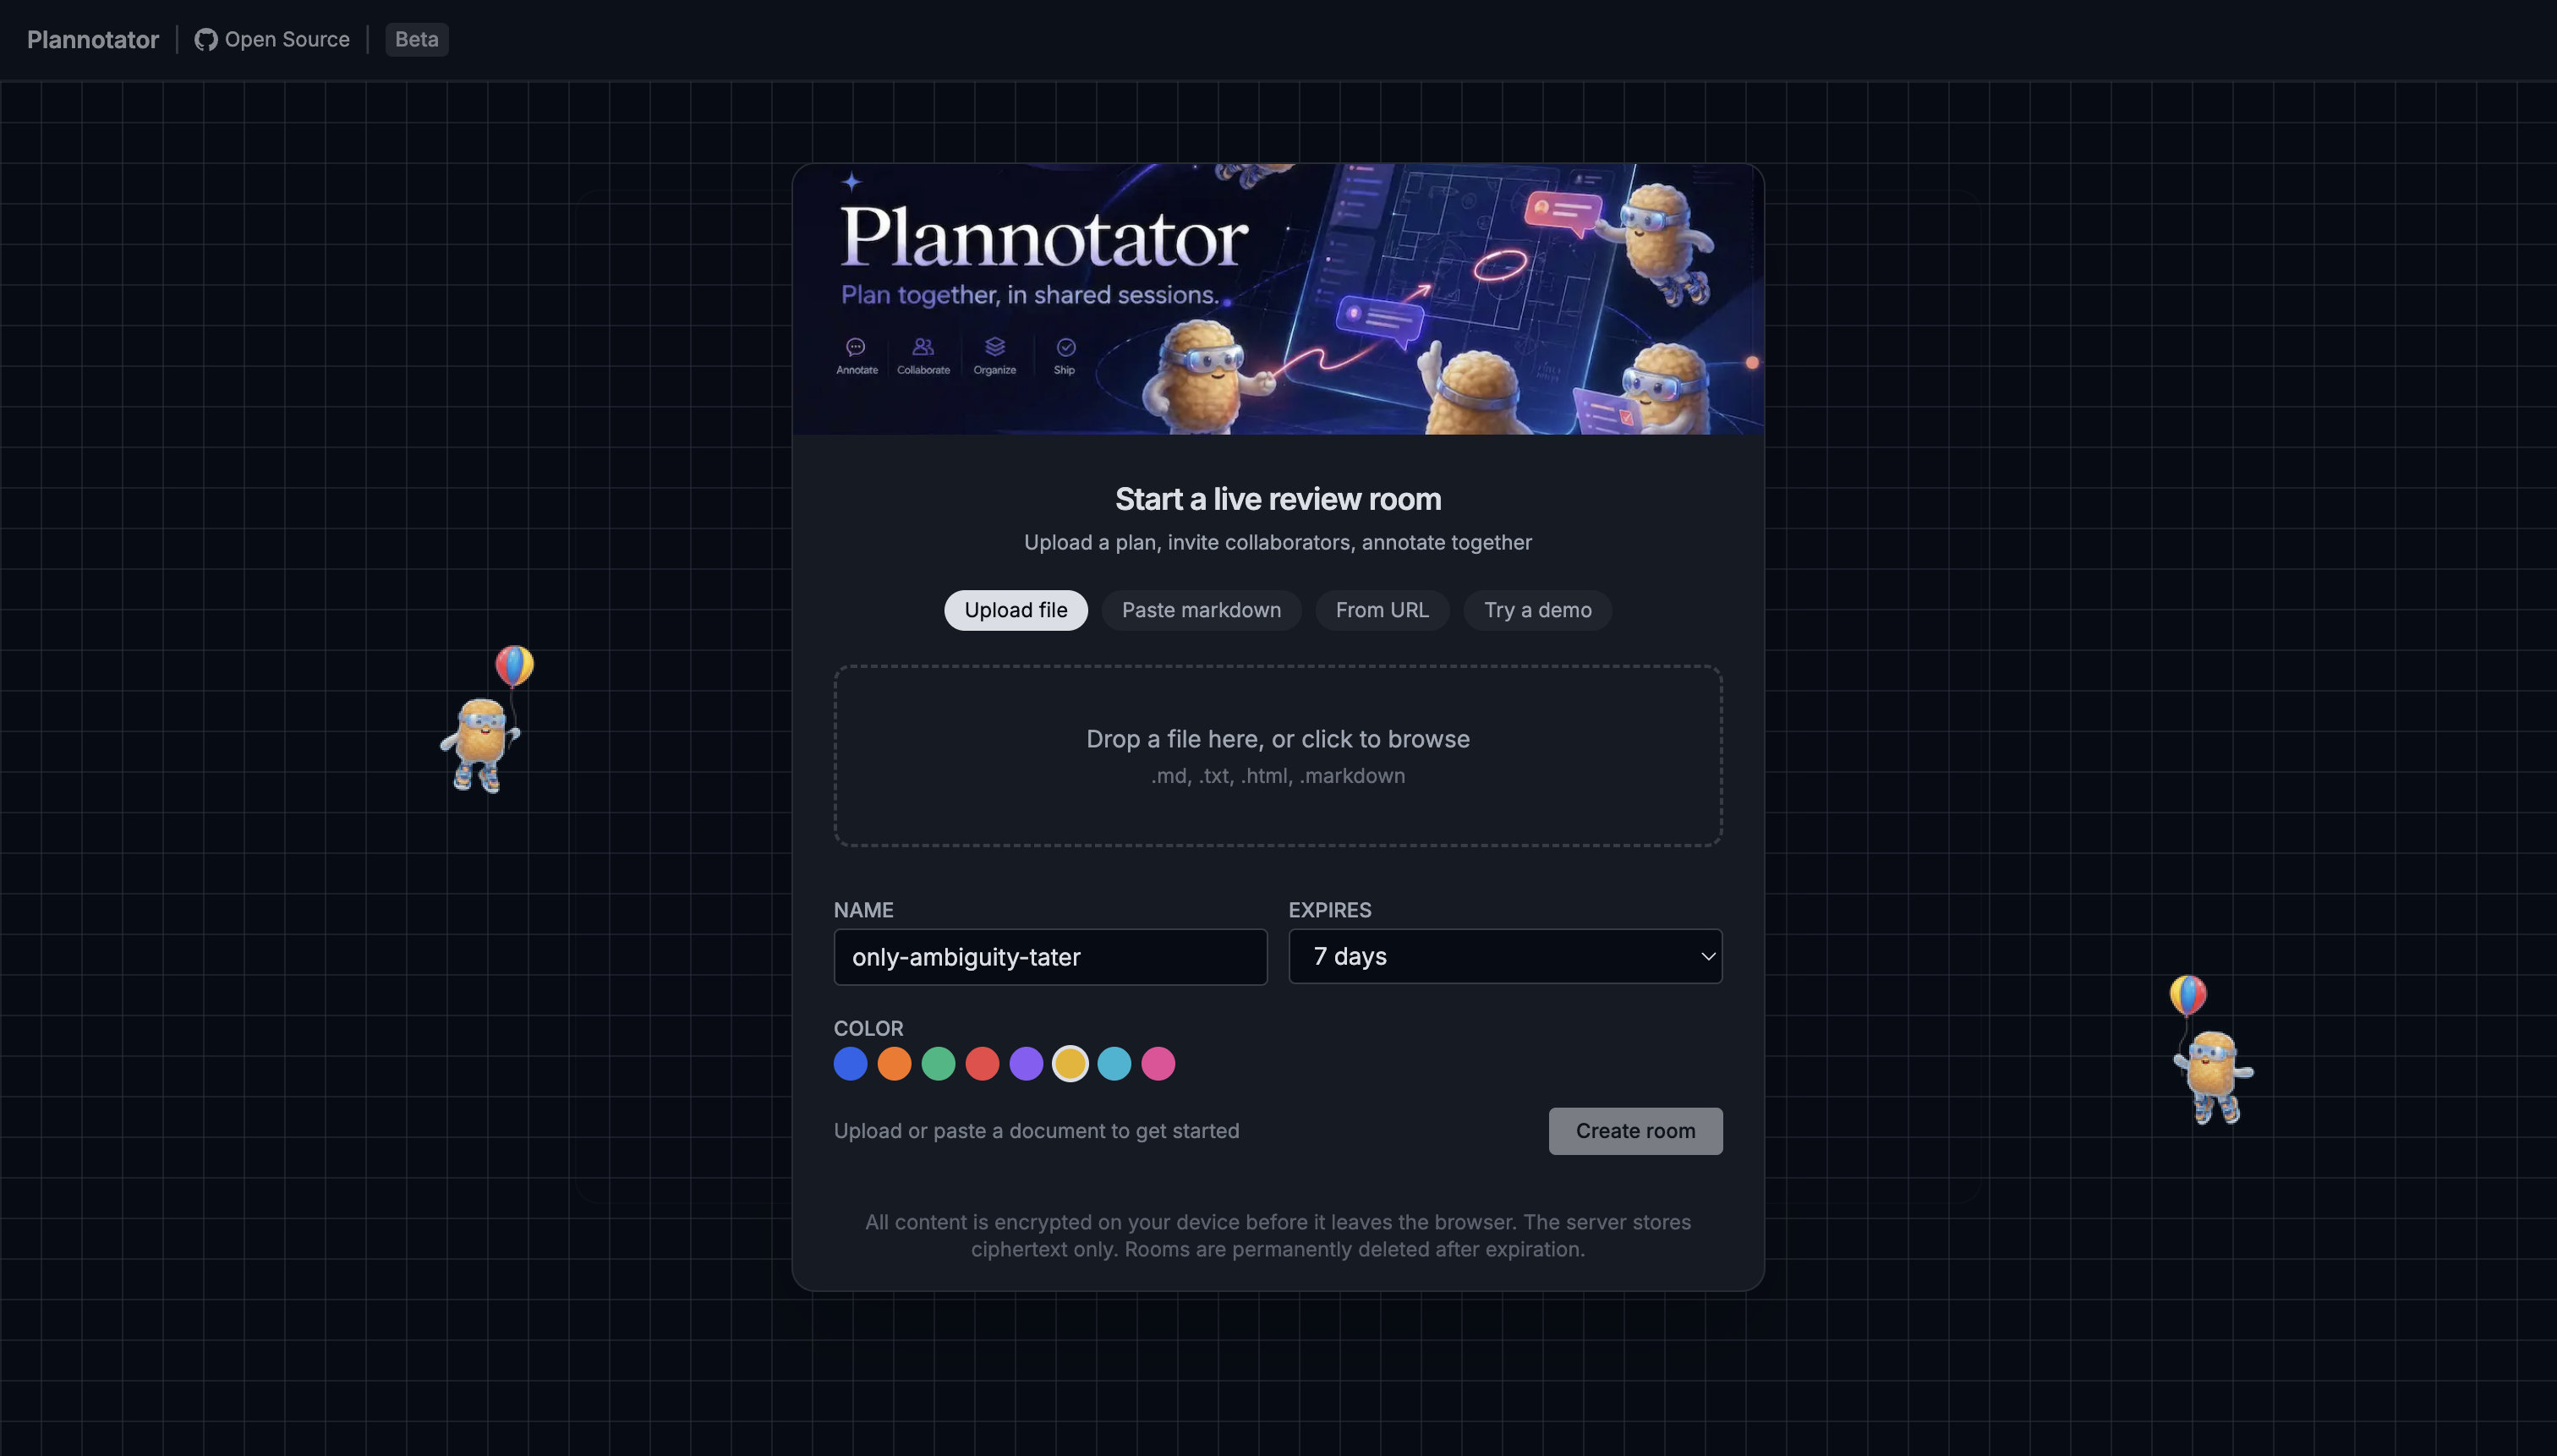 Plannotator
Open Source
Beta
Plannotator
Plan together, in shared sessions.
Annotate
Collaborate
Organize
Ship
Start a live review room
Upload a plan, invite collaborators, annotate together
Upload file
Paste markdown
From URL
Try a demo
Drop a file here, or click to browse
.md, .txt, .html, .markdown
NAME
EXPIRES
only-ambiguity-tater
7 days
COLOR
Upload or paste a document to get started
Create room
All content is encrypted on your device before it leaves the browser. The server stores
ciphertext only. Rooms are permanently deleted after expiration.